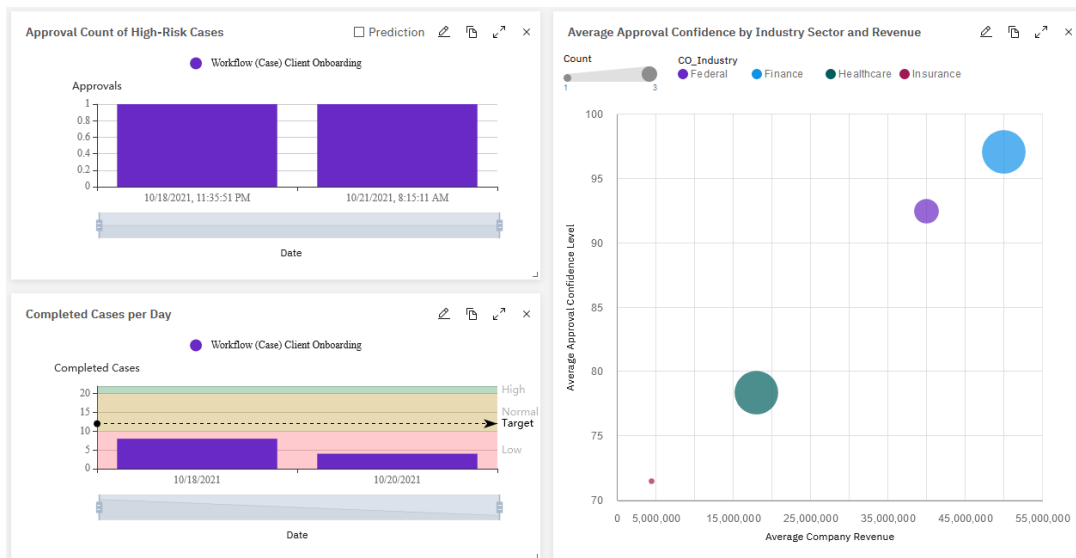 Approval Count of High-Risk Cases
Prediction
Workflow (Case) Client Onboarding
Approvals
1
0.8
0.6
0.4
0.2
0
10/18/2021, 11:35:51 PM
10/21/2021, 8:15:11 AM
Date
Completed Cases per Day
Workflow (Case) Client Onboarding
Completed Cases
20
15
10
5
0
High
Normal
Target
Low
10/18/2021
10/20/2021
Date
Average Approval Confidence by Industry Sector and Revenue
Count
1
3
CO_Industry
Federal
Finance
Healthcare
Insurance
Average Approval Confidence Level
100
95
90
85
80
75
70
0
5,000,000
15,000,000
25,000,000
35,000,000
45,000,000
55,000,000
Average Company Revenue